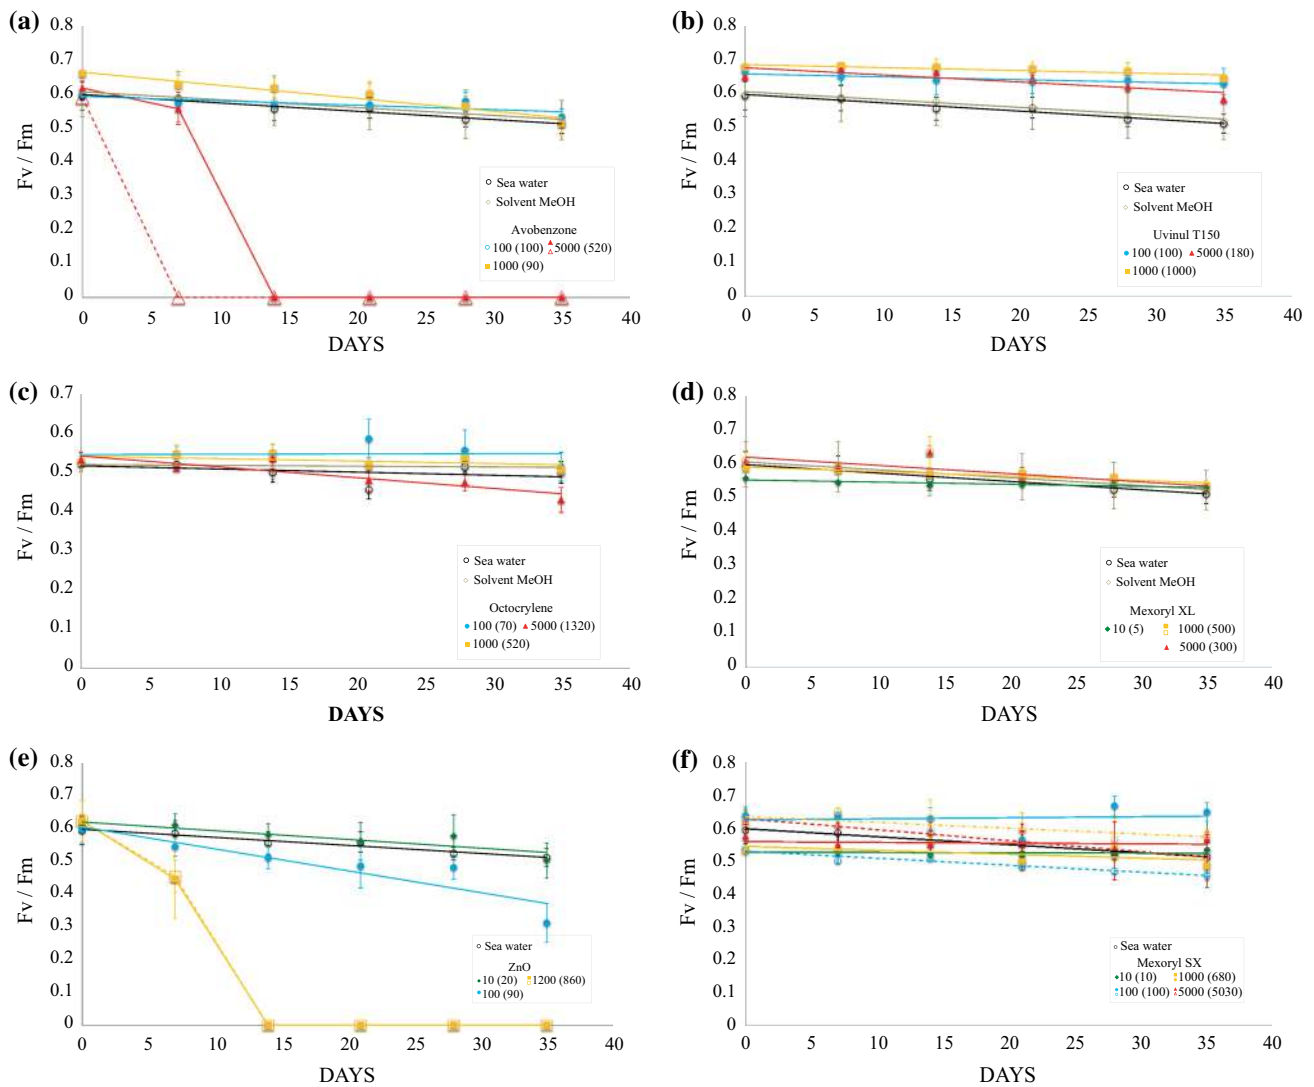 (a)
0.8
0.7
0.6
0.5
0.4
0.3
0.2
0.1
0
Fv / Fm
Sea water
Solvent MeOH
Avobenzone
100 (100) 5000 (520)
1000 (90)
0 5 10 15 20 25 30 35 40
DAYS
(b)
0.8
0.7
0.6
0.5
0.4
0.3
0.2
0.1
0
Fv / Fm
Sea water
Solvent MeOH
Uvinul T150
100 (100) 5000 (180)
1000 (1000)
0 5 10 15 20 25 30 35 40
DAYS
(c)
0.7
0.6
0.5
0.4
0.3
0.2
0.1
0
Fv / Fm
Sea water
Solvent MeOH
Octocrylene
100 (70) 5000 (1320)
1000 (520)
0 5 10 15 20 25 30 35 40
DAYS
(d)
0.8
0.7
0.6
0.5
0.4
0.3
0.2
0.1
0
Fv / Fm
Sea water
Solvent MeOH
Mexoryl XL
10 (5) 1000 (500)
5000 (300)
0 5 10 15 20 25 30 35 40
DAYS
(e)
0.8
0.7
0.6
0.5
0.4
0.3
0.2
0.1
0
Fv / Fm
Sea water
ZnO
10 (20) 1200 (860)
100 (90)
0 5 10 15 20 25 30 35 40
DAYS
(f)
0.8
0.7
0.6
0.5
0.4
0.3
0.2
0.1
0
Fv / Fm
Sea water
Mexoryl SX
10 (10) 1000 (680)
100 (100) 5000 (5030)
0 5 10 15 20 25 30 35 40
DAYS